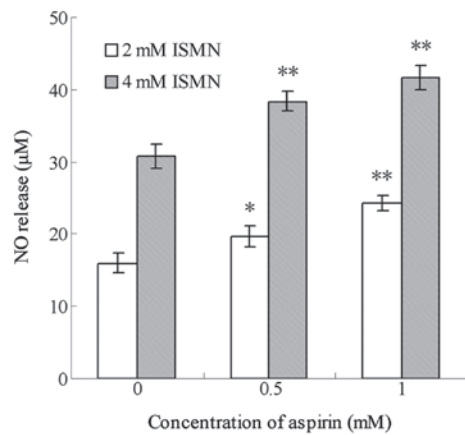 50
2 mM ISMN
4 mM ISMN
**
**
40
30
**
*
20
10
0
NO release (μM)
0 0.5 1
Concentration of aspirin (mM)